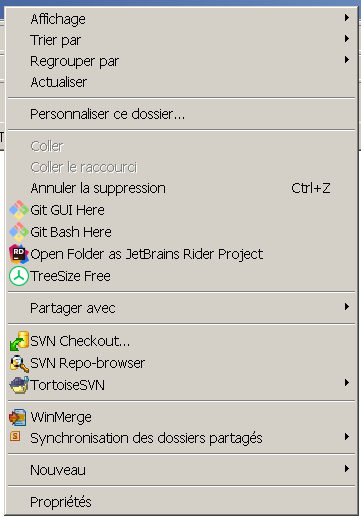 Affichage
Trier par
Regrouper par
Actualiser
Personnaliser ce dossier...
Coller
Coller le raccourci
Annuler la suppression Ctrl+Z
Git GUI Here
Git Bash Here
RD Open Folder as JetBrains Rider Project
TreeSize Free
Partager avec
SVN Checkout...
SVN Repo-browser
TortoiseSVN
WinMerge
S Synchronisation des dossiers partagés
Nouveau
Propriétés